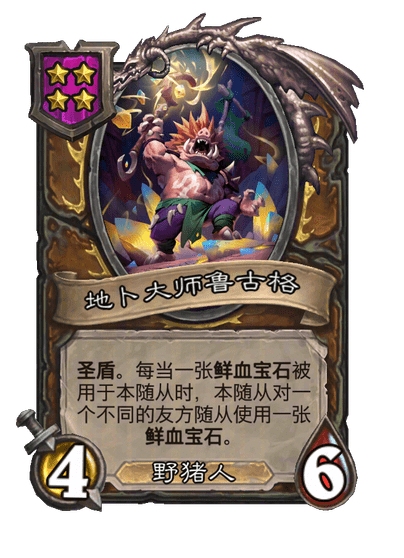 地卜大师鲁古格
圣盾。每当一张鲜血宝石被
用于本随从时，本随从对一
个不同的友方随从使用一张
鲜血宝石。
4
野猪人
6